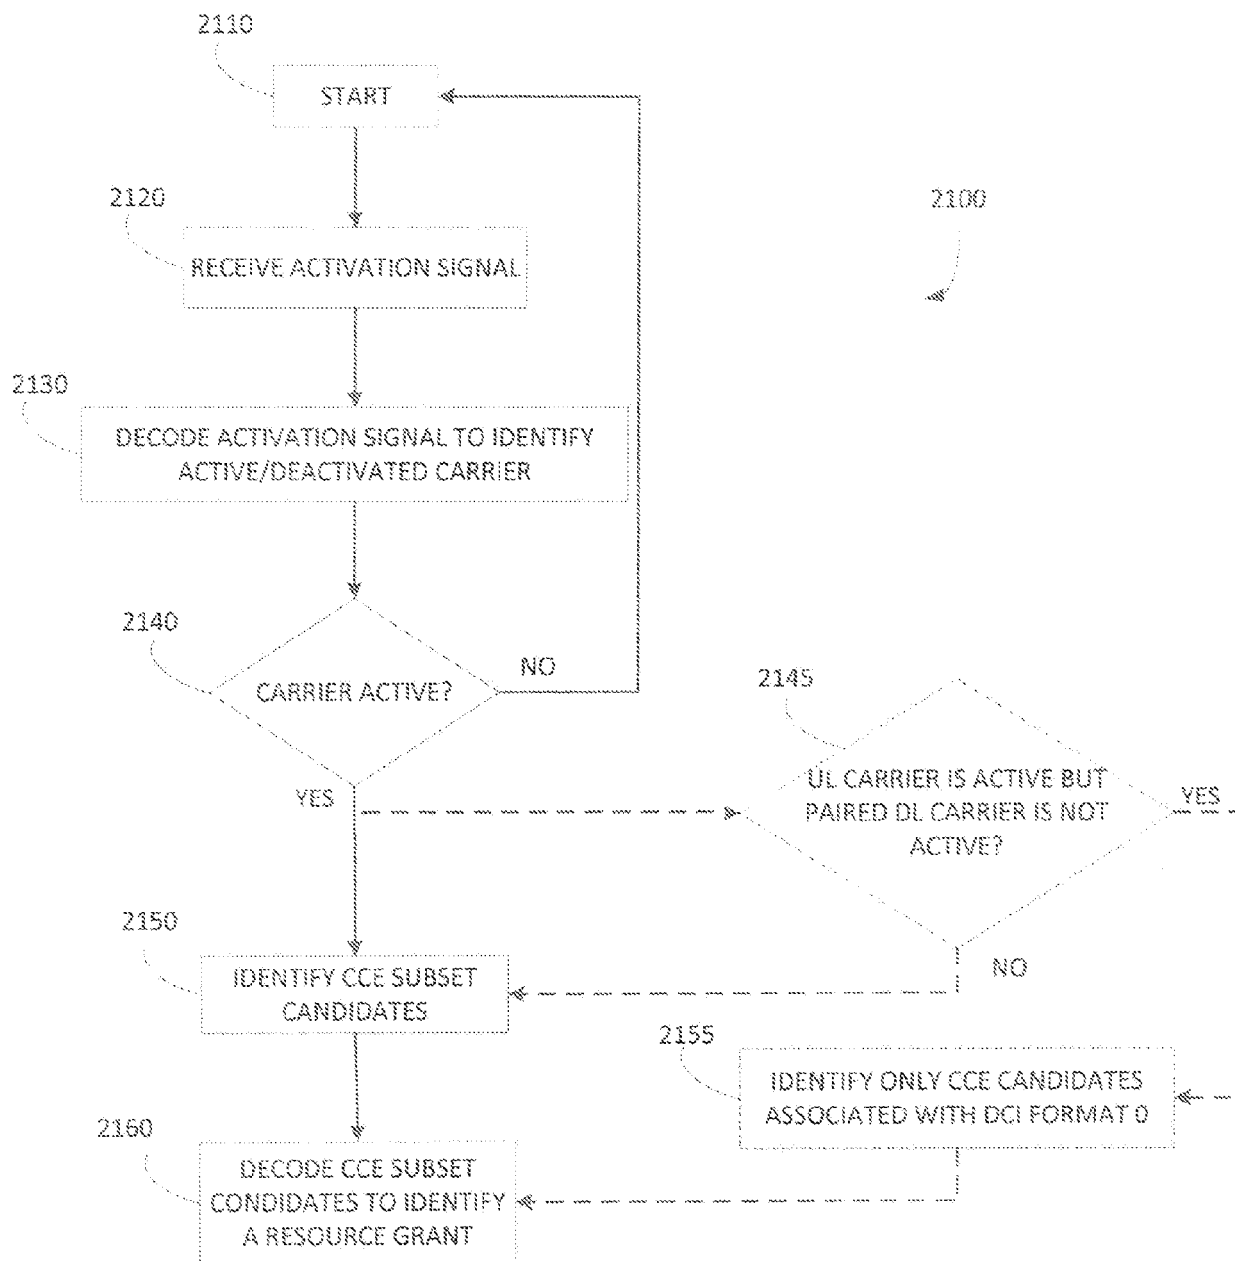 2110
START
2120
2100
RECEIVE ACTIVATION SIGNAL
2130
DECODE ACTIVATION SIGNAL TO IDENTIFY
ACTIVE/DEACTIVATED CARRIER
2140
NO
CARRIER ACTIVE?
2145
YES
UL CARRIER IS ACTIVE BUT
PAIRED DL CARRIER IS NOT
ACTIVE?
YES
2150
NO
IDENTIFY CCE SUBSET
CANDIDATES
2155
IDENTIFY ONLY CCE CANDIDATES
ASSOCIATED WITH DCI FORMAT 0
2160
DECODE CCE SUBSET
CONDIDATES TO IDENTIFY
A RESOURCE GRANT